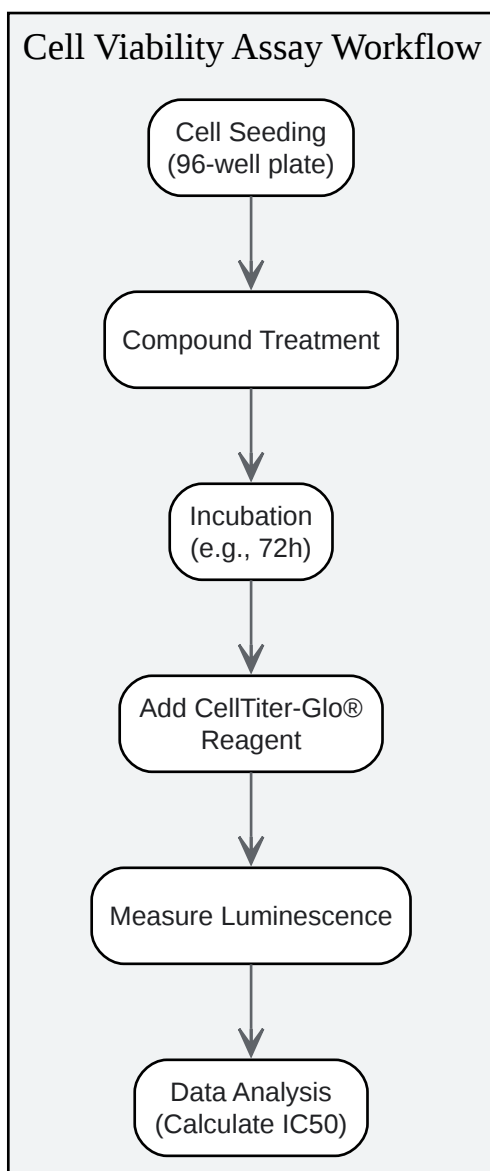 Cell Viability Assay Workflow
Cell Seeding
(96-well plate)
Compound Treatment
Incubation
(e.g., 72h)
Add CellTiter-Glo®
Reagent
Measure Luminescence
Data Analysis
(Calculate IC50)